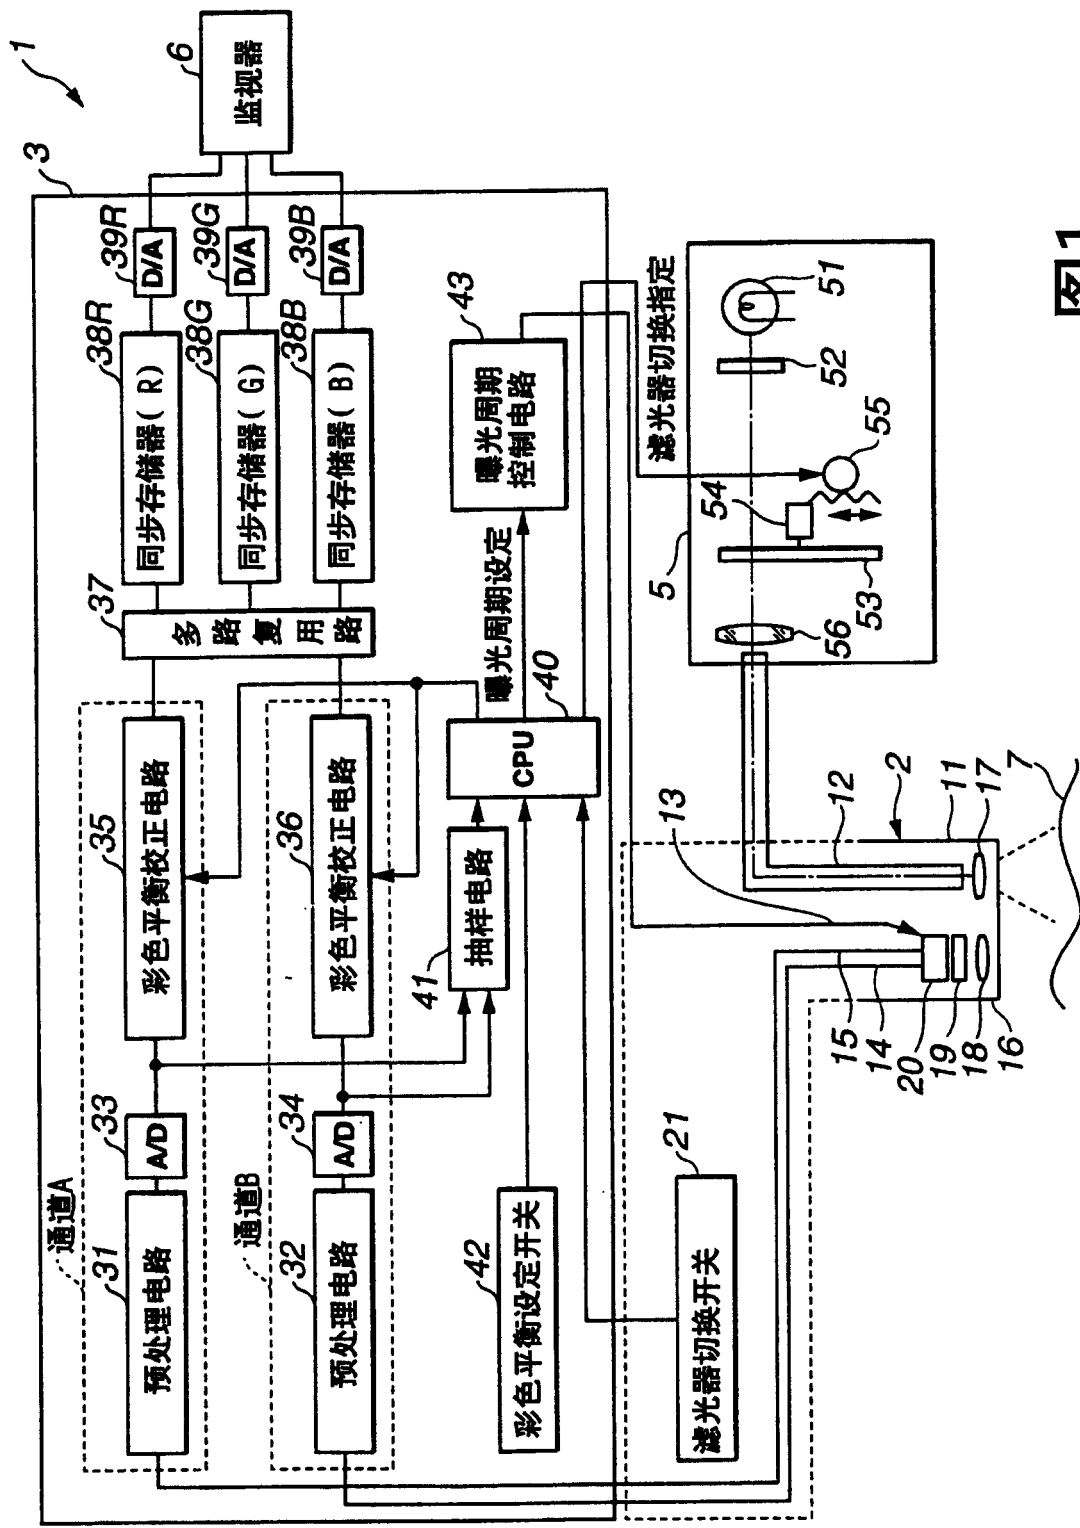 1
3
6
监视器
通道A
31
预处理电路
33
A/D
35
彩色平衡校正电路
37
多路复用路
38R
同步存储器(R)
39R
D/A
38G
同步存储器(G)
39G
D/A
38B
同步存储器(B)
39B
D/A
通道B
32
预处理电路
34
A/D
36
彩色平衡校正电路
41
抽样电路
40
CPU
曝光周期设定
43
曝光周期
控制电路
42
彩色平衡设定开关
21
滤光器切换开关
滤光器切换指定
5
51
52
53
54
55
56
2
7
11
12
13
14
15
16
17
18
19
20
图1